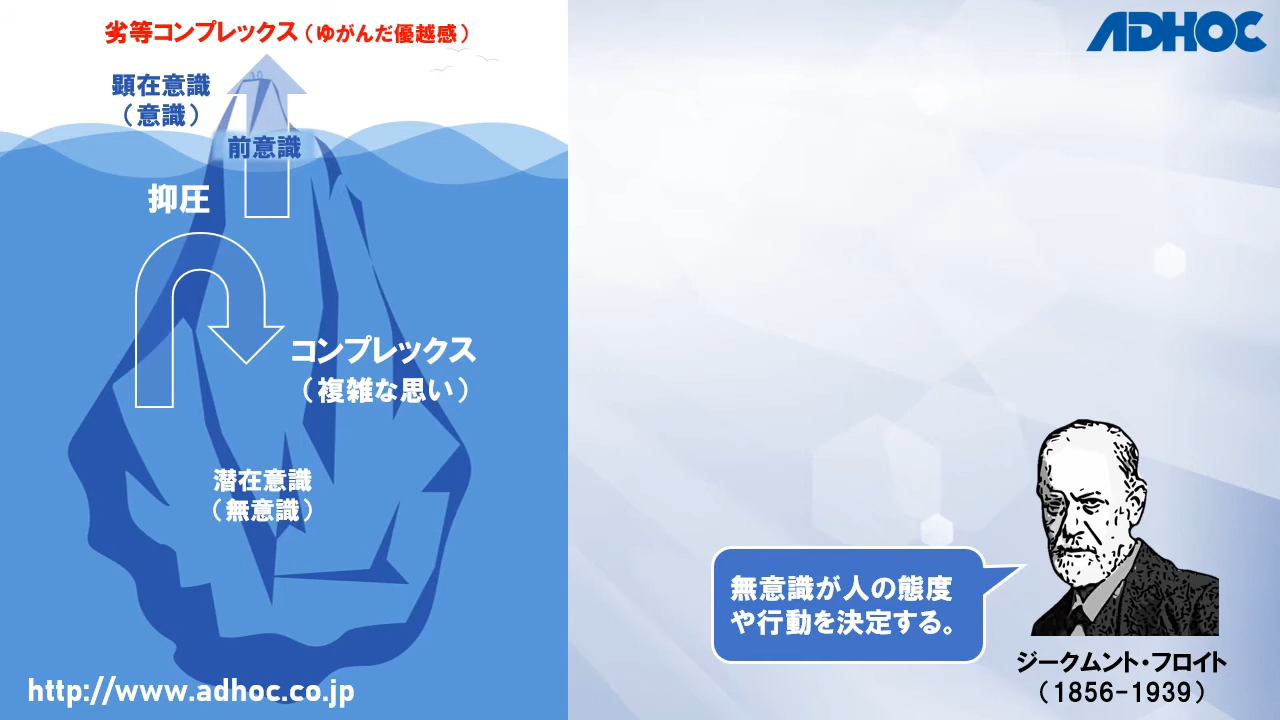 劣等コンプレックス（ゆがんだ優越感）
顕在意識
（意識）
前意識
抑圧
コンプレックス
（複雑な思い）
潜在意識
（無意識）
http://www.adhoc.co.jp
ADHOC
無意識が人の態度
や行動を決定する。
ジークムント・フロイト
（1856-1939）